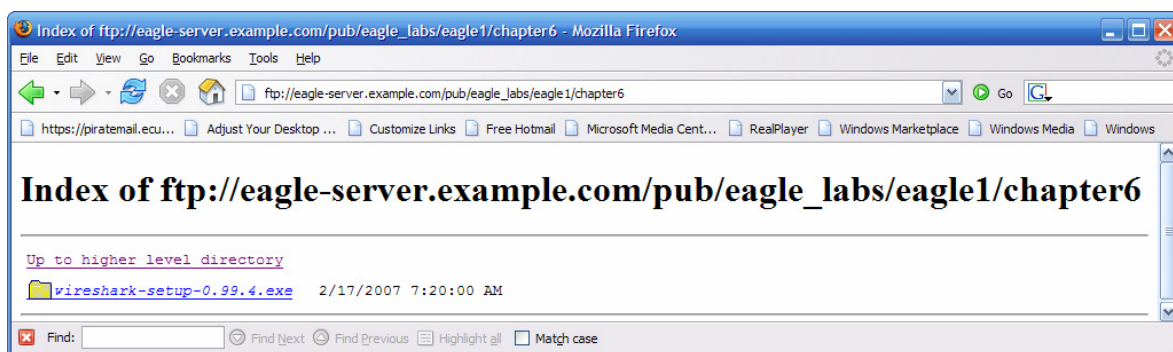 Index of ftp://eagle-server.example.com/pub/eagle_labs/eagle1/chapter6 - Mozilla Firefox
File Edit View Go Bookmarks Tools Help
ftp://eagle-server.example.com/pub/eagle_labs/eagle1/chapter6 Go G
https://piratemail.ecu... Adjust Your Desktop ... Customize Links Free Hotmail Microsoft Media Cent... RealPlayer Windows Marketplace Windows Media Windows
Index of ftp://eagle-server.example.com/pub/eagle_labs/eagle1/chapter6
Up to higher level directory
wireshark-setup-0.99.4.exe 2/17/2007 7:20:00 AM
Find: Find Next Find Previous Highlight all Match case